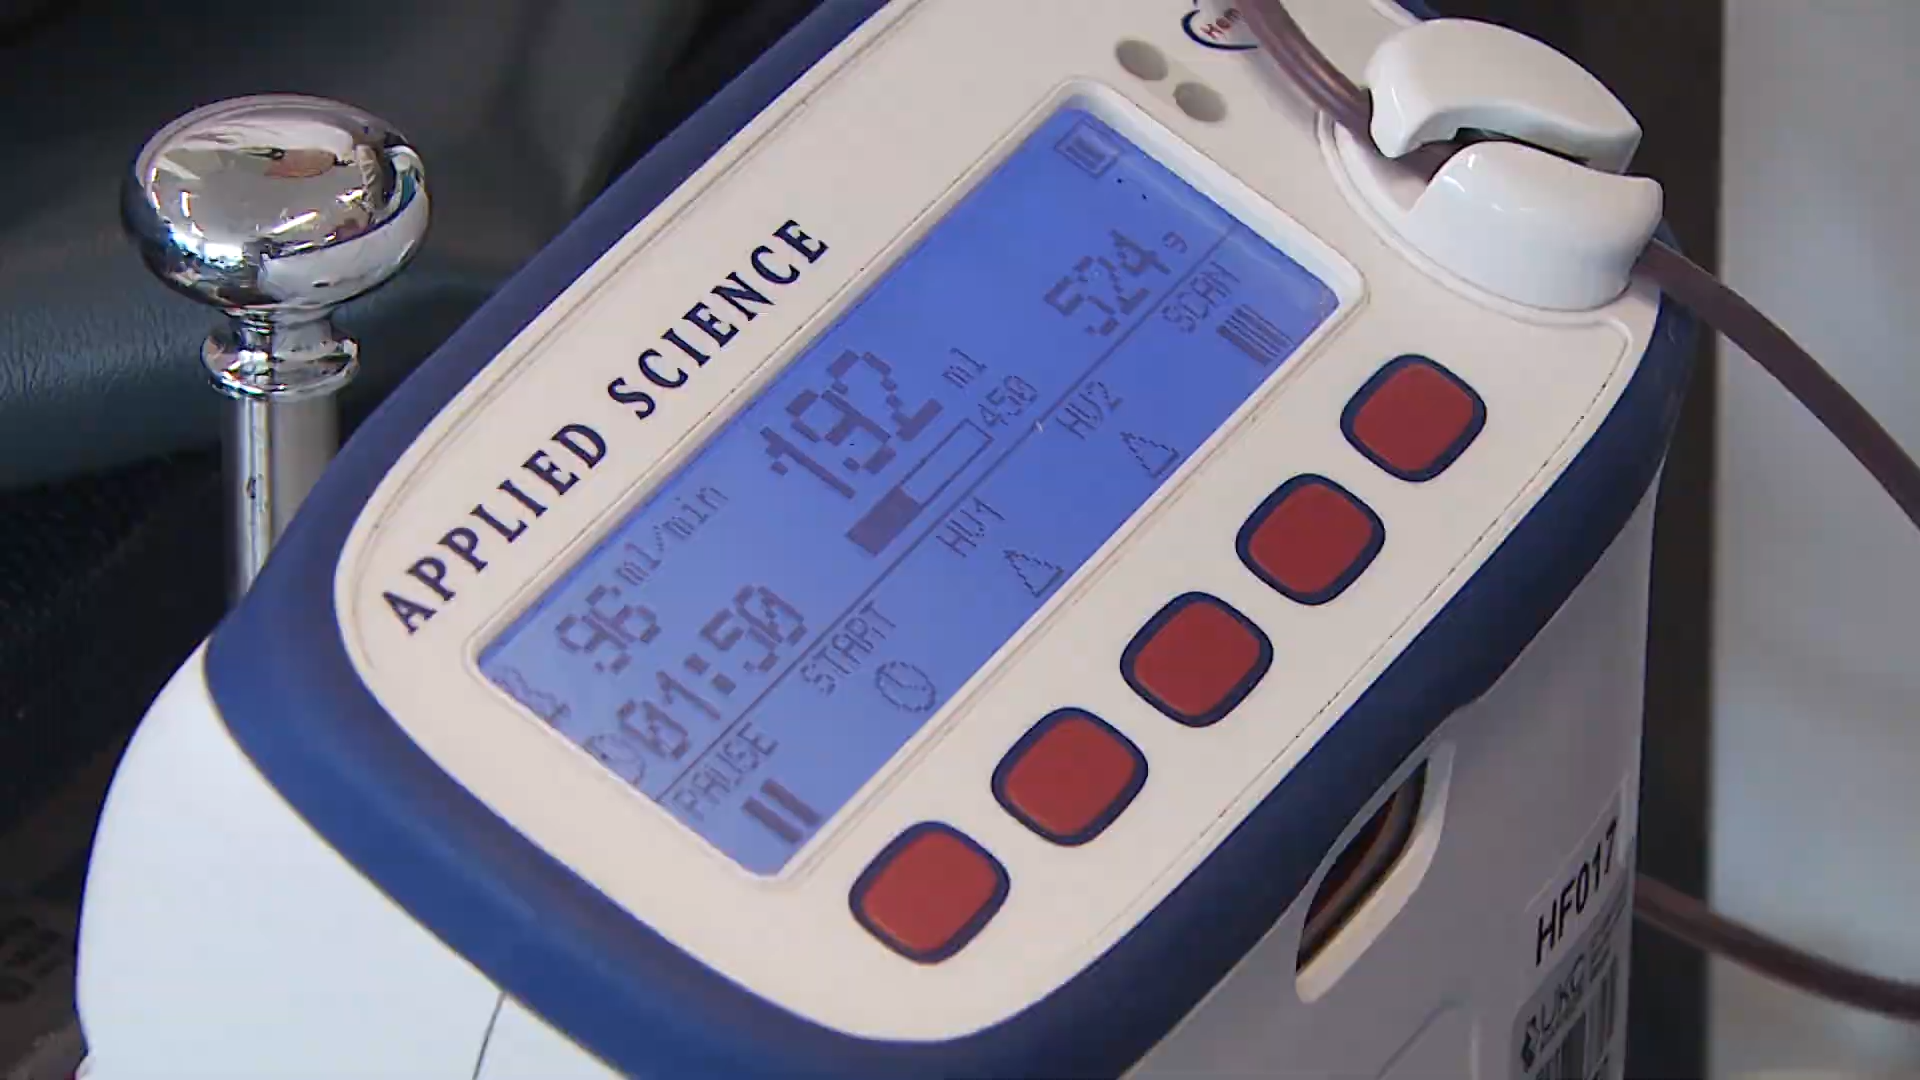 APPLIED SCIENCE
96 ml/min
01:50
192 ml
450
524 g
PAUSE
START
HU1
HU2
SCAN
HF017